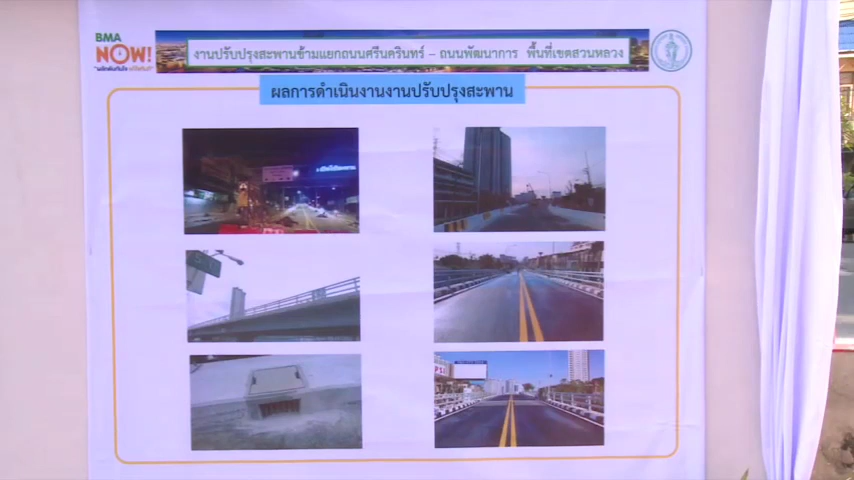 BMA
NOW!
งานปรับปรุงสะพานข้ามแยกถนนศรีนครินทร์ – ถนนพัฒนาการ พื้นที่เขตสวนหลวง
ผลการดำเนินงานงานปรับปรุงสะพาน